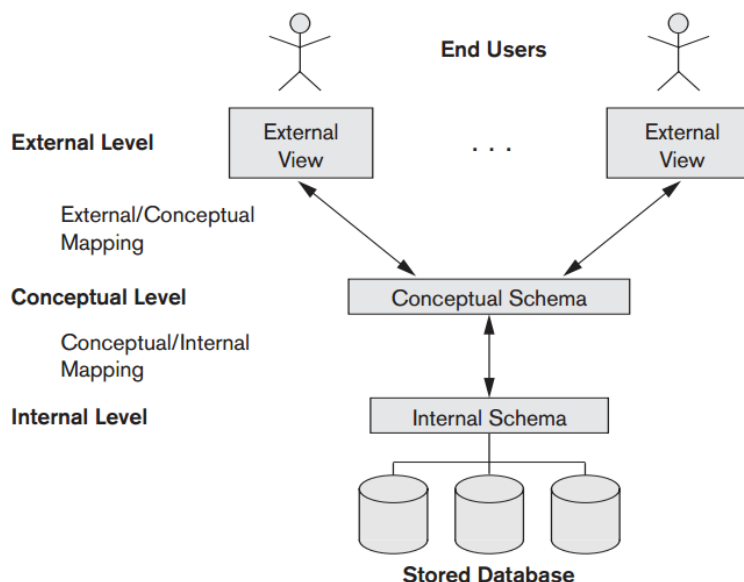 End Users
External Level
External
View
. . .
External
View
External/Conceptual
Mapping
Conceptual Level
Conceptual Schema
Conceptual/Internal
Mapping
Internal Level
Internal Schema
Stored Database